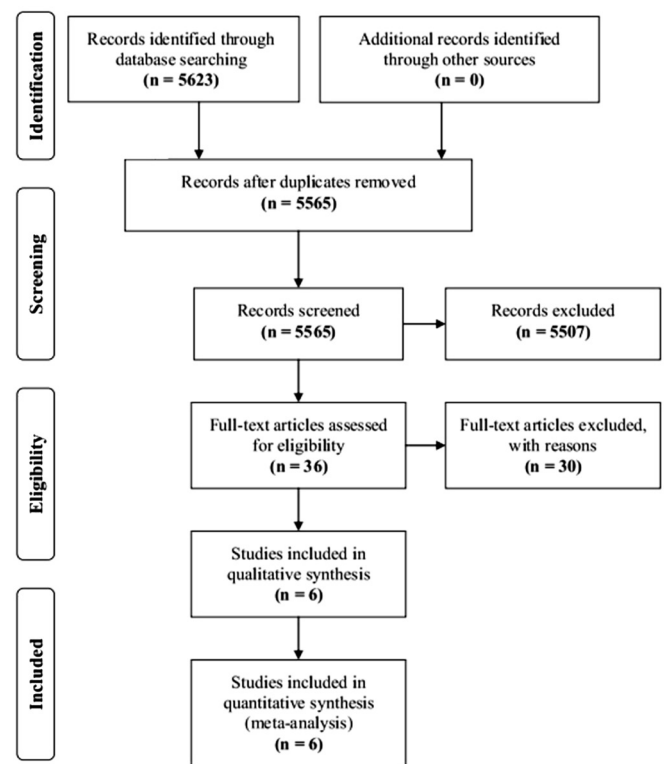 Identification
Records identified through
database searching
(n = 5623)
Additional records identified
through other sources
(n = 0)
Records after duplicates removed
(n = 5565)
Screening
Records screened
(n = 5565)
Records excluded
(n = 5507)
Eligibility
Full-text articles assessed
for eligibility
(n = 36)
Full-text articles excluded,
with reasons
(n = 30)
Studies included in
qualitative synthesis
(n = 6)
Included
Studies included in
quantitative synthesis
(meta-analysis)
(n = 6)